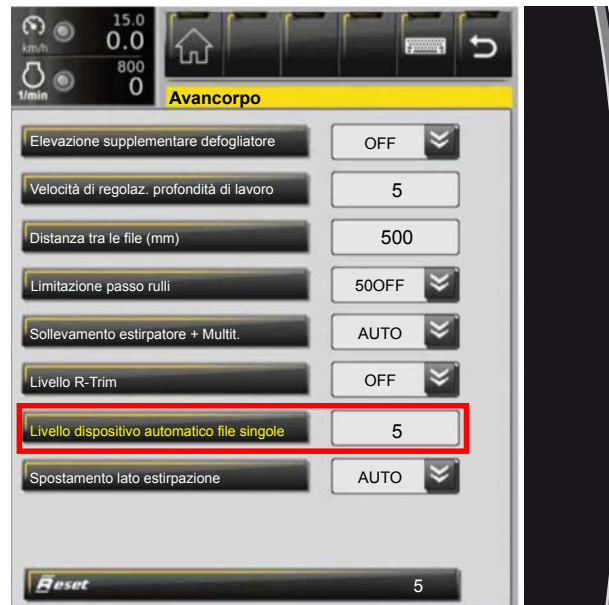 15.0
km/h 0.0
800
1/min 0
Avancorpo
Elevazione supplementare defogliatore OFF
Velocità di regolaz. profondità di lavoro 5
Distanza tra le file (mm) 500
Limitazione passo rulli 50OFF
Sollevamento estirpatore + Multit. AUTO
Livello R-Trim OFF
Livello dispositivo automatico file singole 5
Spostamento lato estirpazione AUTO
Reset 5